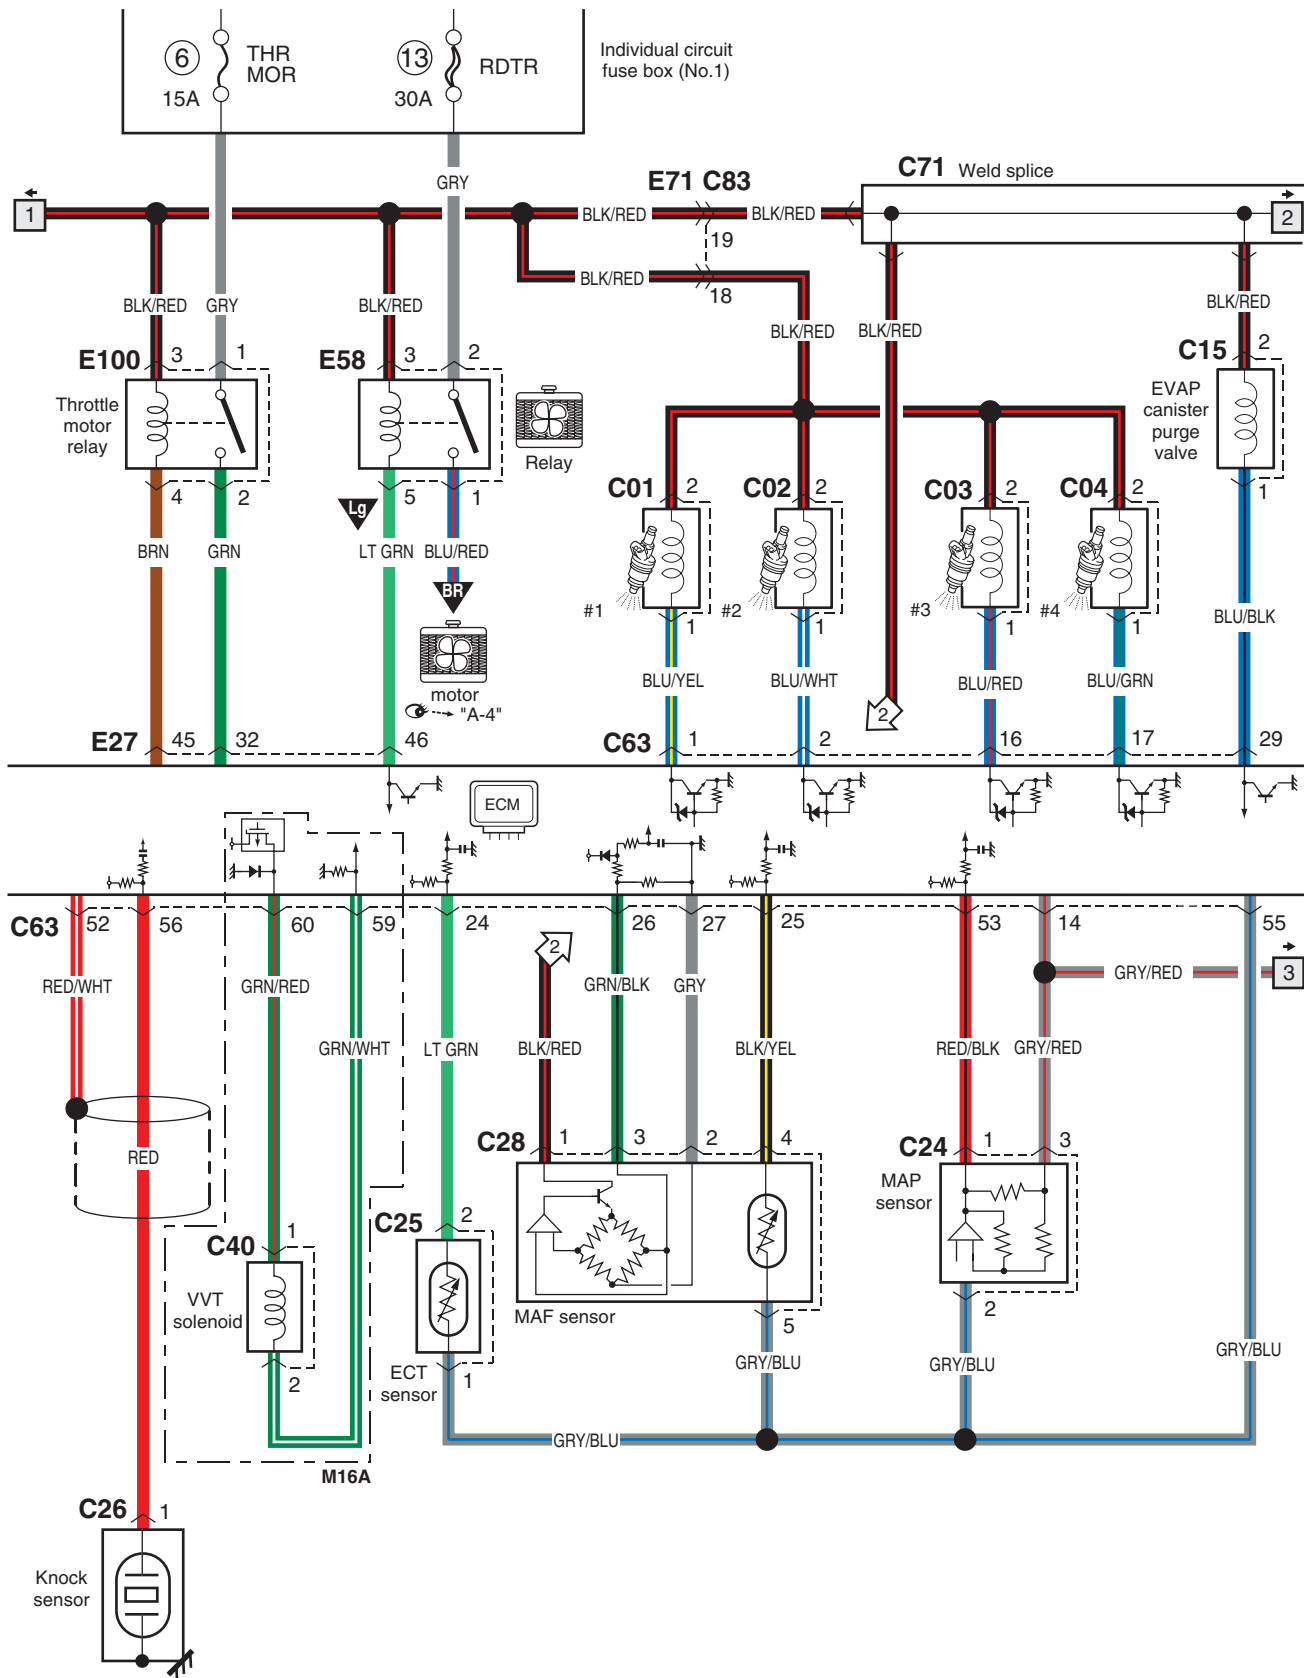 6
THR
MOR
15A
13
RDTR
30A
Individual circuit
fuse box (No.1)
GRY
E71 C83
C71 Weld splice
1
BLK/RED
BLK/RED
2
19
BLK/RED
18
BLK/RED
GRY
BLK/RED
BLK/RED
BLK/RED
BLK/RED
E100
3
1
E58
3
2
C15
2
Throttle
motor
relay
Relay
EVAP
canister
purge
valve
4
2
5
1
C01
2
C02
2
C03
2
C04
2
1
Lg
BRN
GRN
LT GRN
BLU/RED
BR
#1
1
#2
1
#3
1
#4
1
BLU/BLK
motor
"A-4"
BLU/YEL
BLU/WHT
BLU/RED
BLU/GRN
2
E27
45
32
46
C63
1
2
16
17
29
ECM
C63
52
56
60
59
24
26
27
25
53
14
55
2
RED/WHT
GRN/RED
GRN/BLK
GRY
GRY/RED
3
GRN/WHT
LT GRN
BLK/RED
BLK/YEL
RED/BLK
GRY/RED
RED
C28
1
3
2
4
C24
1
3
MAP
sensor
C25
2
C40
1
VVT
solenoid
MAF sensor
5
2
2
ECT
sensor
1
GRY/BLU
GRY/BLU
GRY/BLU
GRY/BLU
M16A
C26
1
Knock
sensor